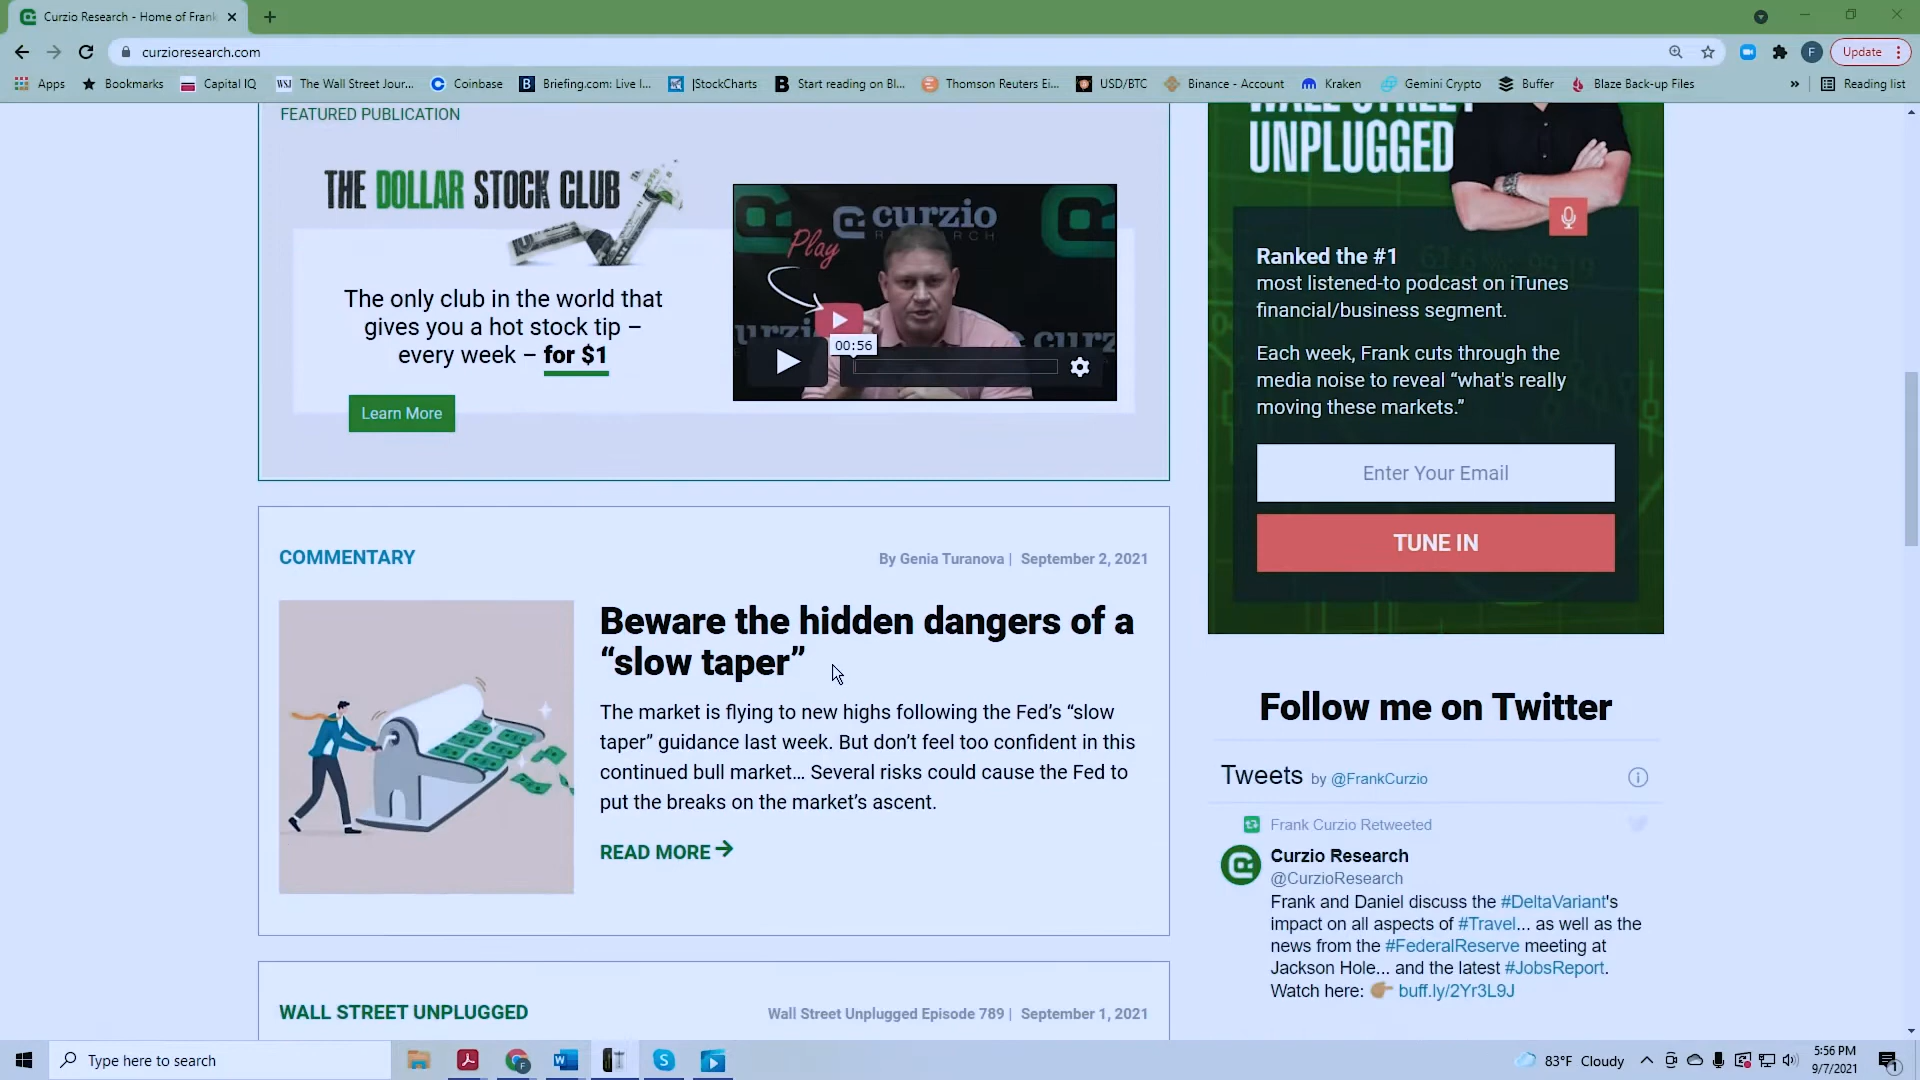 Curzio Research - Home of Frank
curzioresearch.com
F
Update
Apps
Bookmarks
Capital IQ
WSJ
The Wall Street Jour...
Coinbase
Briefing.com: Live I...
StockCharts
Start reading on Bl...
Thomson Reuters Ei...
USD/BTC
Binance - Account
Kraken
Gemini Crypto
Buffer
Blaze Back-up Files
»
Reading list
FEATURED PUBLICATION
THE DOLLAR STOCK CLUB
The only club in the world that
gives you a hot stock tip –
every week – for $1
Learn More
curzio
RESEARCH
Play
00:56
COMMENTARY
By Genia Turanova | September 2, 2021
Beware the hidden dangers of a
“slow taper”
The market is flying to new highs following the Fed’s “slow
taper” guidance last week. But don’t feel too confident in this
continued bull market... Several risks could cause the Fed to
put the breaks on the market’s ascent.
READ MORE
WALL STREET UNPLUGGED
Wall Street Unplugged Episode 789 | September 1, 2021
WALL STREET
UNPLUGGED
Ranked the #1
most listened-to podcast on iTunes
financial/business segment.
Each week, Frank cuts through the
media noise to reveal “what's really
moving these markets.”
Enter Your Email
TUNE IN
Follow me on Twitter
Tweets by @FrankCurzio
Frank Curzio Retweeted
Curzio Research
@CurzioResearch
Frank and Daniel discuss the #DeltaVariant's
impact on all aspects of #Travel... as well as the
news from the #FederalReserve meeting at
Jackson Hole... and the latest #JobsReport.
Watch here: buff.ly/2Yr3L9J
Type here to search
83°F Cloudy
5:56 PM
9/7/2021
1